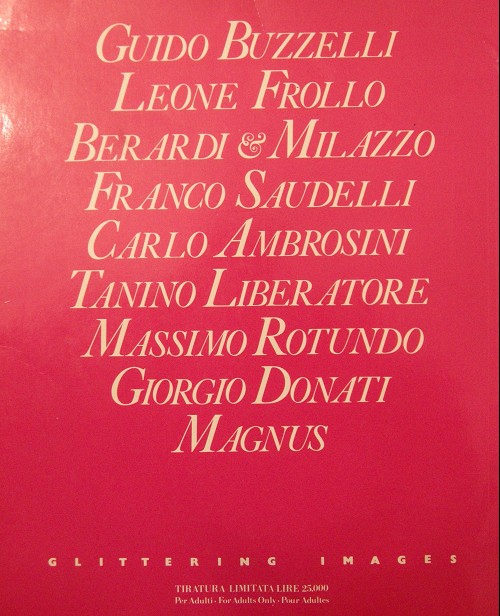 GUIDO BUZZELLI
LEONE FROLLO
BERARDI & MILAZZO
FRANCO SAUDELLI
CARLO AMBROSINI
TANINO LIBERATORE
MASSIMO ROTUNDO
GIORGIO DONATI
MAGNUS
GLITTERING IMAGES
TIRATURA LIMITATA LIRE 25.000
Per Adulti · For Adults Only · Pour Adultes